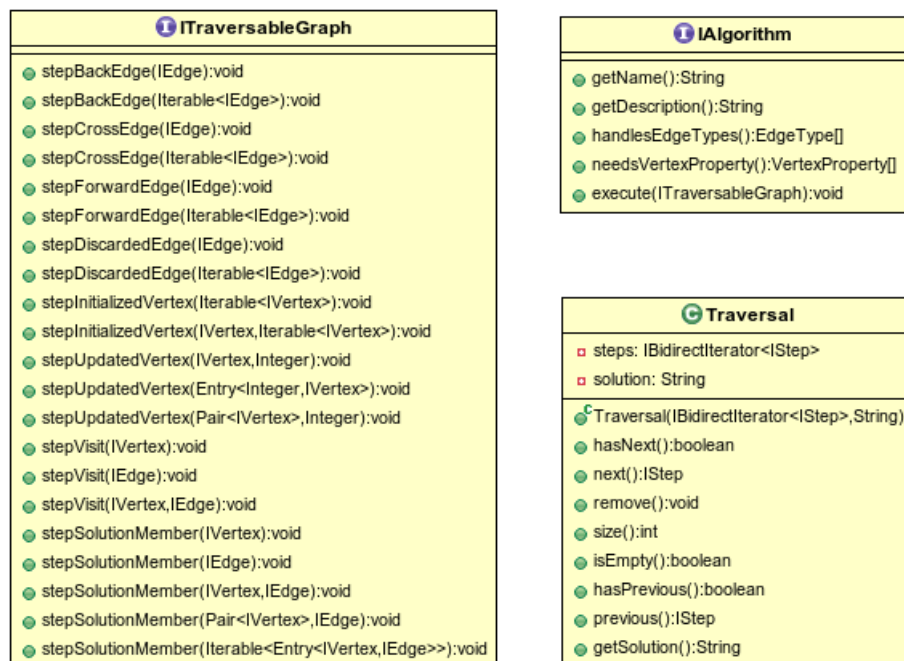 ITraversableGraph
stepBackEdge(IEdge):void
stepBackEdge(Iterable<IEdge>):void
stepCrossEdge(IEdge):void
stepCrossEdge(Iterable<IEdge>):void
stepForwardEdge(IEdge):void
stepForwardEdge(Iterable<IEdge>):void
stepDiscardedEdge(IEdge):void
stepDiscardedEdge(Iterable<IEdge>):void
stepInitializedVertex(Iterable<IVertex>):void
stepInitializedVertex(IVertex,Iterable<IVertex>):void
stepUpdatedVertex(IVertex,Integer):void
stepUpdatedVertex(Entry<Integer,IVertex>):void
stepUpdatedVertex(Pair<IVertex>,Integer):void
stepVisit(IVertex):void
stepVisit(IEdge):void
stepVisit(IVertex,IEdge):void
stepSolutionMember(IVertex):void
stepSolutionMember(IEdge):void
stepSolutionMember(IVertex,IEdge):void
stepSolutionMember(Pair<IVertex>,IEdge):void
stepSolutionMember(Iterable<Entry<IVertex,IEdge>>):void
IAlgorithm
getName():String
getDescription():String
handlesEdgeTypes():EdgeType[]
needsVertexProperty():VertexProperty[]
execute(ITraversableGraph):void
Traversal
steps: IBidirectIterator<IStep>
solution: String
Traversal(IBidirectIterator<IStep>,String)
hasNext():boolean
next():IStep
remove():void
size():int
isEmpty():boolean
hasPrevious():boolean
previous():IStep
getSolution():String